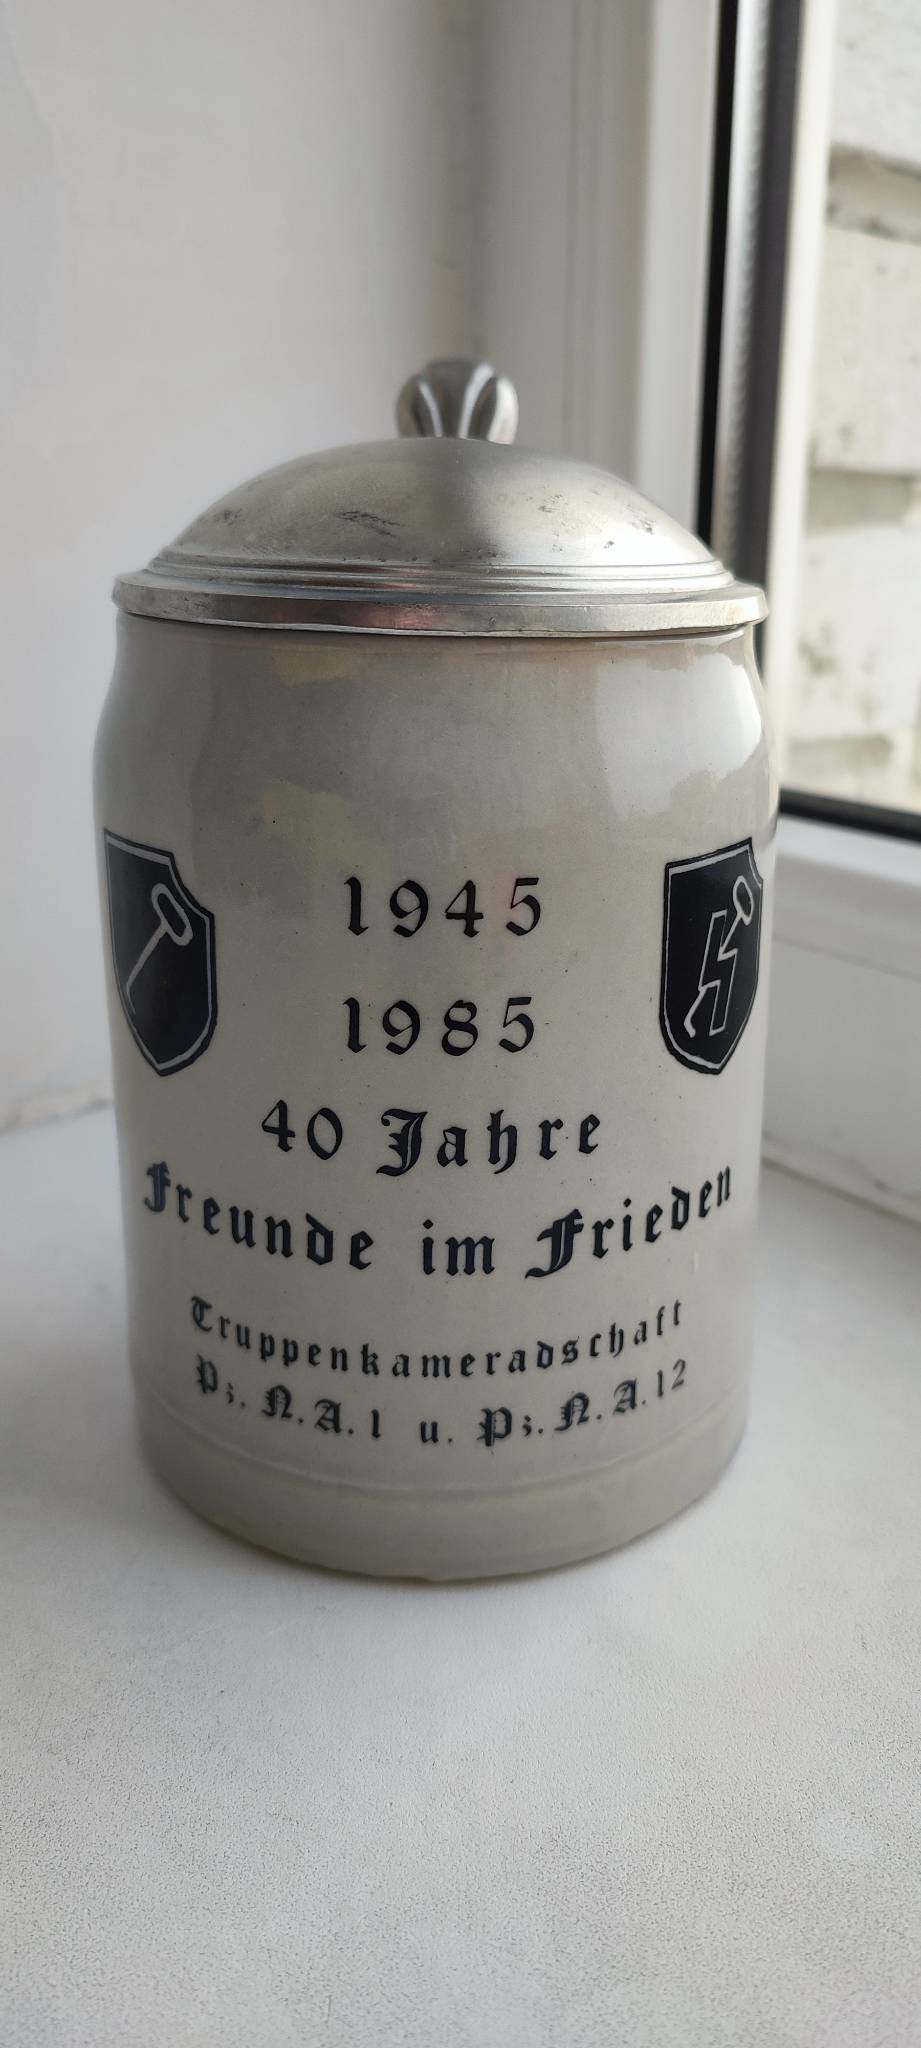 1945
1985
40 Jahre
Freunde im Frieden
Truppenkameradschaft
Pz. N. A. 1 u. Pz. N. A. 12